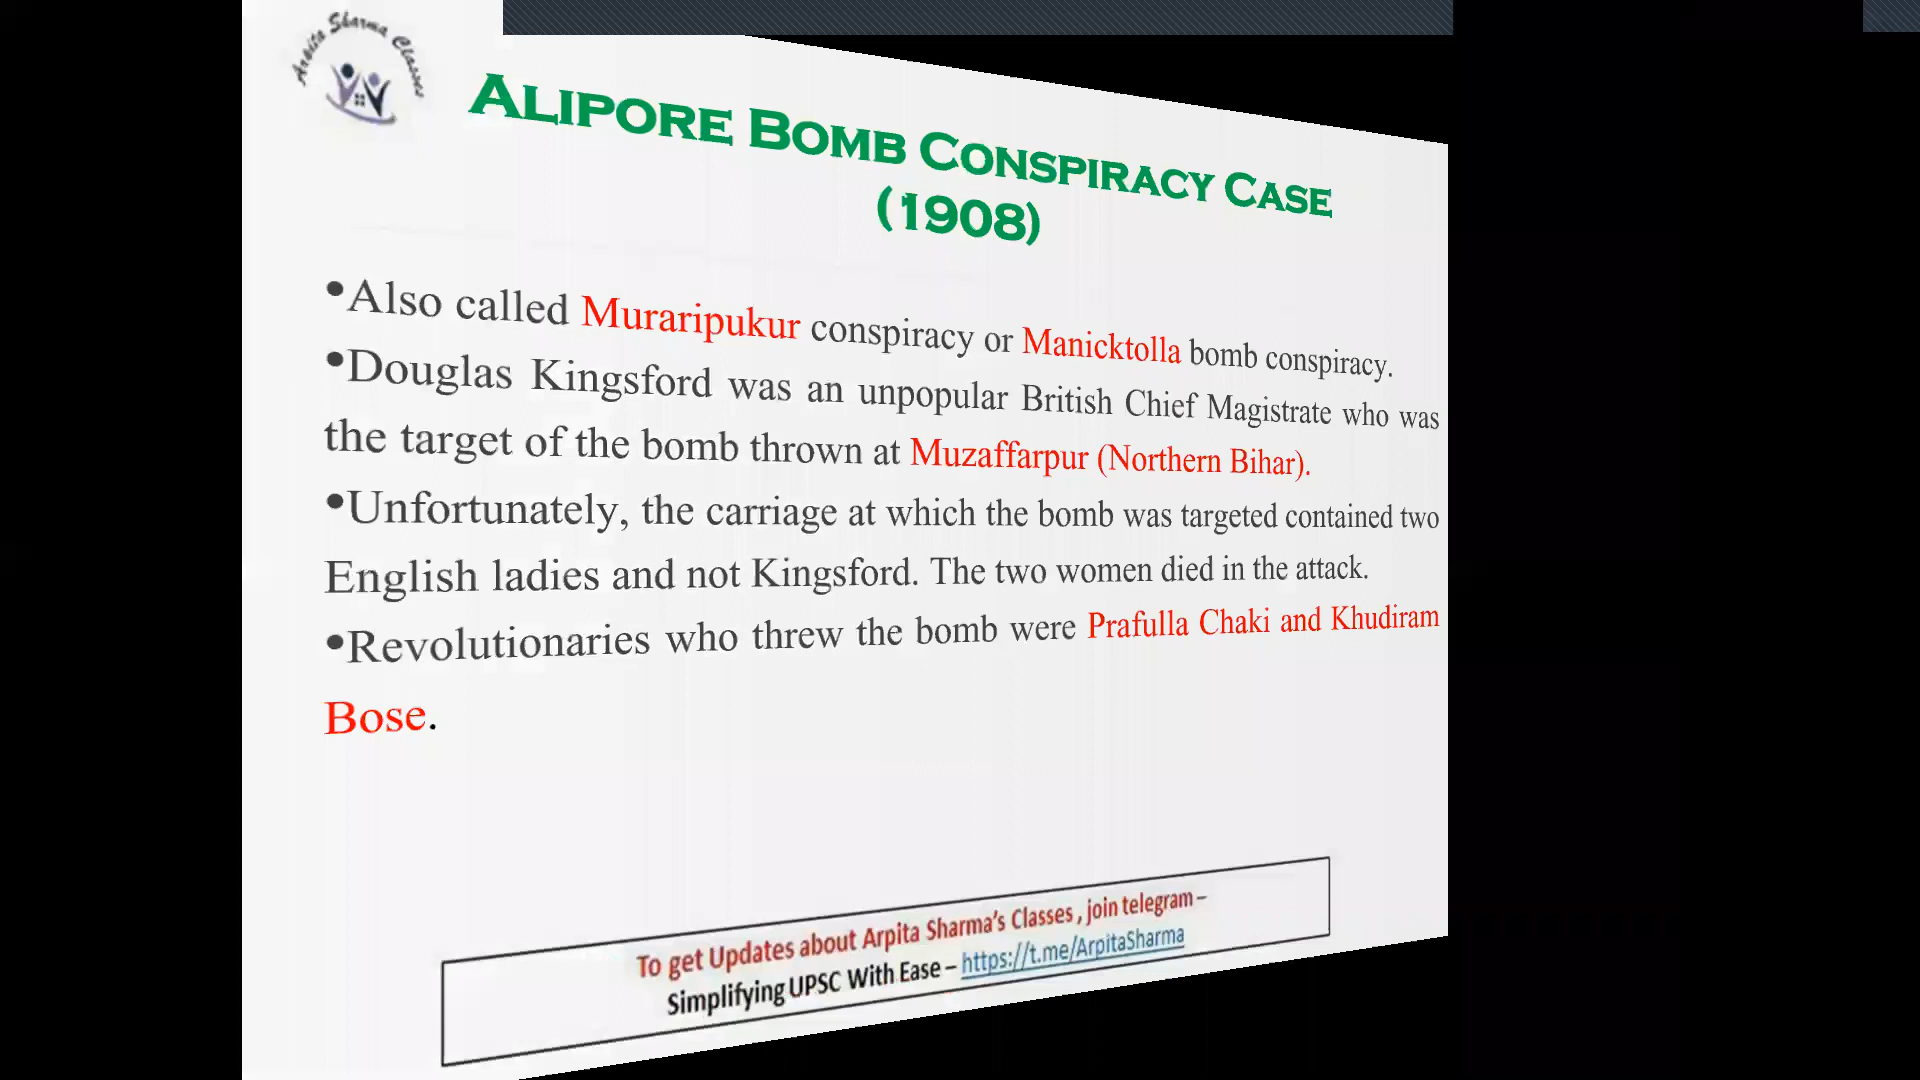 Arpita Sharma Classes
ALIPORE BOMB CONSPIRACY CASE
(1908)
•Also called Muraripukur conspiracy or Manicktolla bomb conspiracy.
•Douglas Kingsford was an unpopular British Chief Magistrate who was
the target of the bomb thrown at Muzaffarpur (Northern Bihar).
•Unfortunately, the carriage at which the bomb was targeted contained two
English ladies and not Kingsford. The two women died in the attack.
•Revolutionaries who threw the bomb were Prafulla Chaki and Khudiram
Bose.
To get Updates about Arpita Sharma's Classes , join telegram –
Simplifying UPSC With Ease – https://t.me/ArpitaSharma